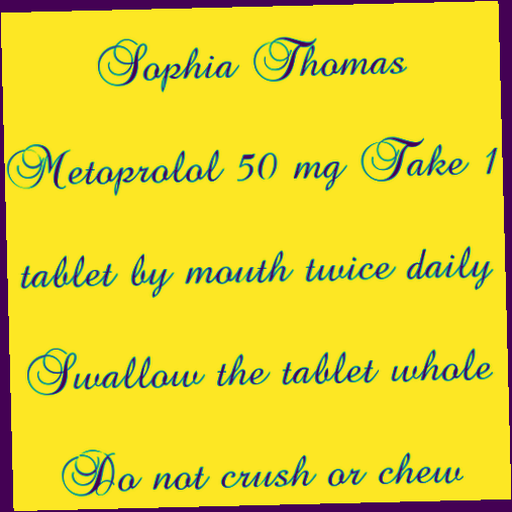 Sophia Thomas
Metoprolol 50 mg Take 1
tablet by mouth twice daily
Swallow the tablet whole
Do not crush or chew